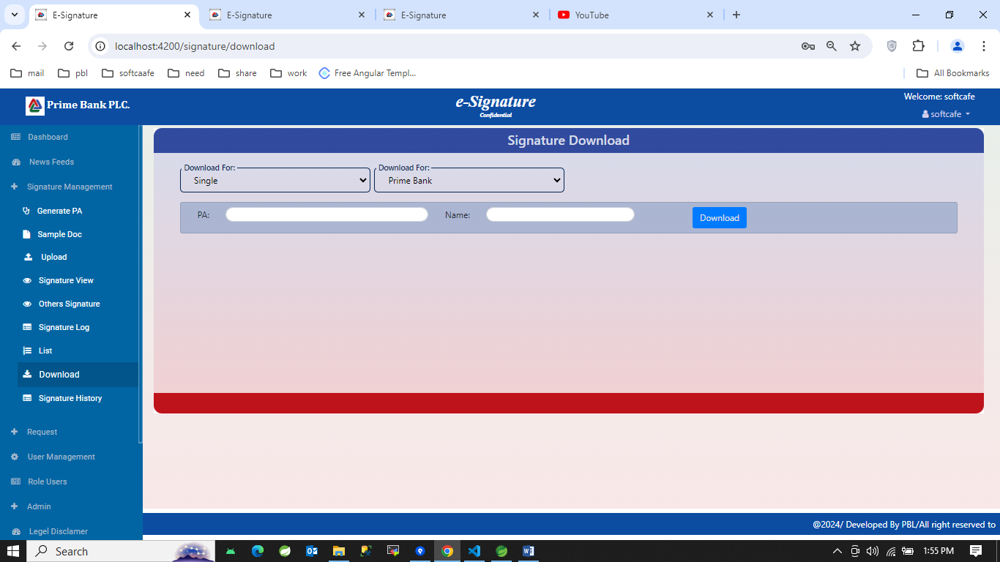 E-Signature
E-Signature
E-Signature
YouTube
localhost:4200/signature/download
mail
pbl
softcaafe
need
share
work
Free Angular Templ...
All Bookmarks
Prime Bank PLC.
e-Signature
Confidential
Welcome: softcafe
softcafe
Dashboard
News Feeds
Signature Management
Generate PA
Sample Doc
Upload
Signature View
Others Signature
Signature Log
List
Download
Signature History
Request
User Management
Role Users
Admin
Legel Disclamer
Signature Download
Download For:
Single
Download For:
Prime Bank
PA:
Name:
Download
@2024/ Developed By PBL/All right reserved to
Search
1:55 PM